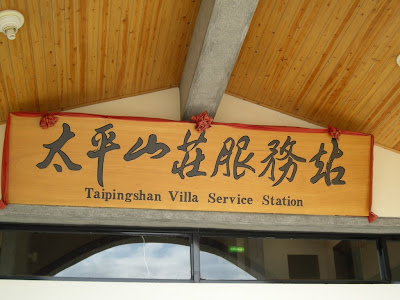 太平山莊服務站
Taipingshan Villa Service Station